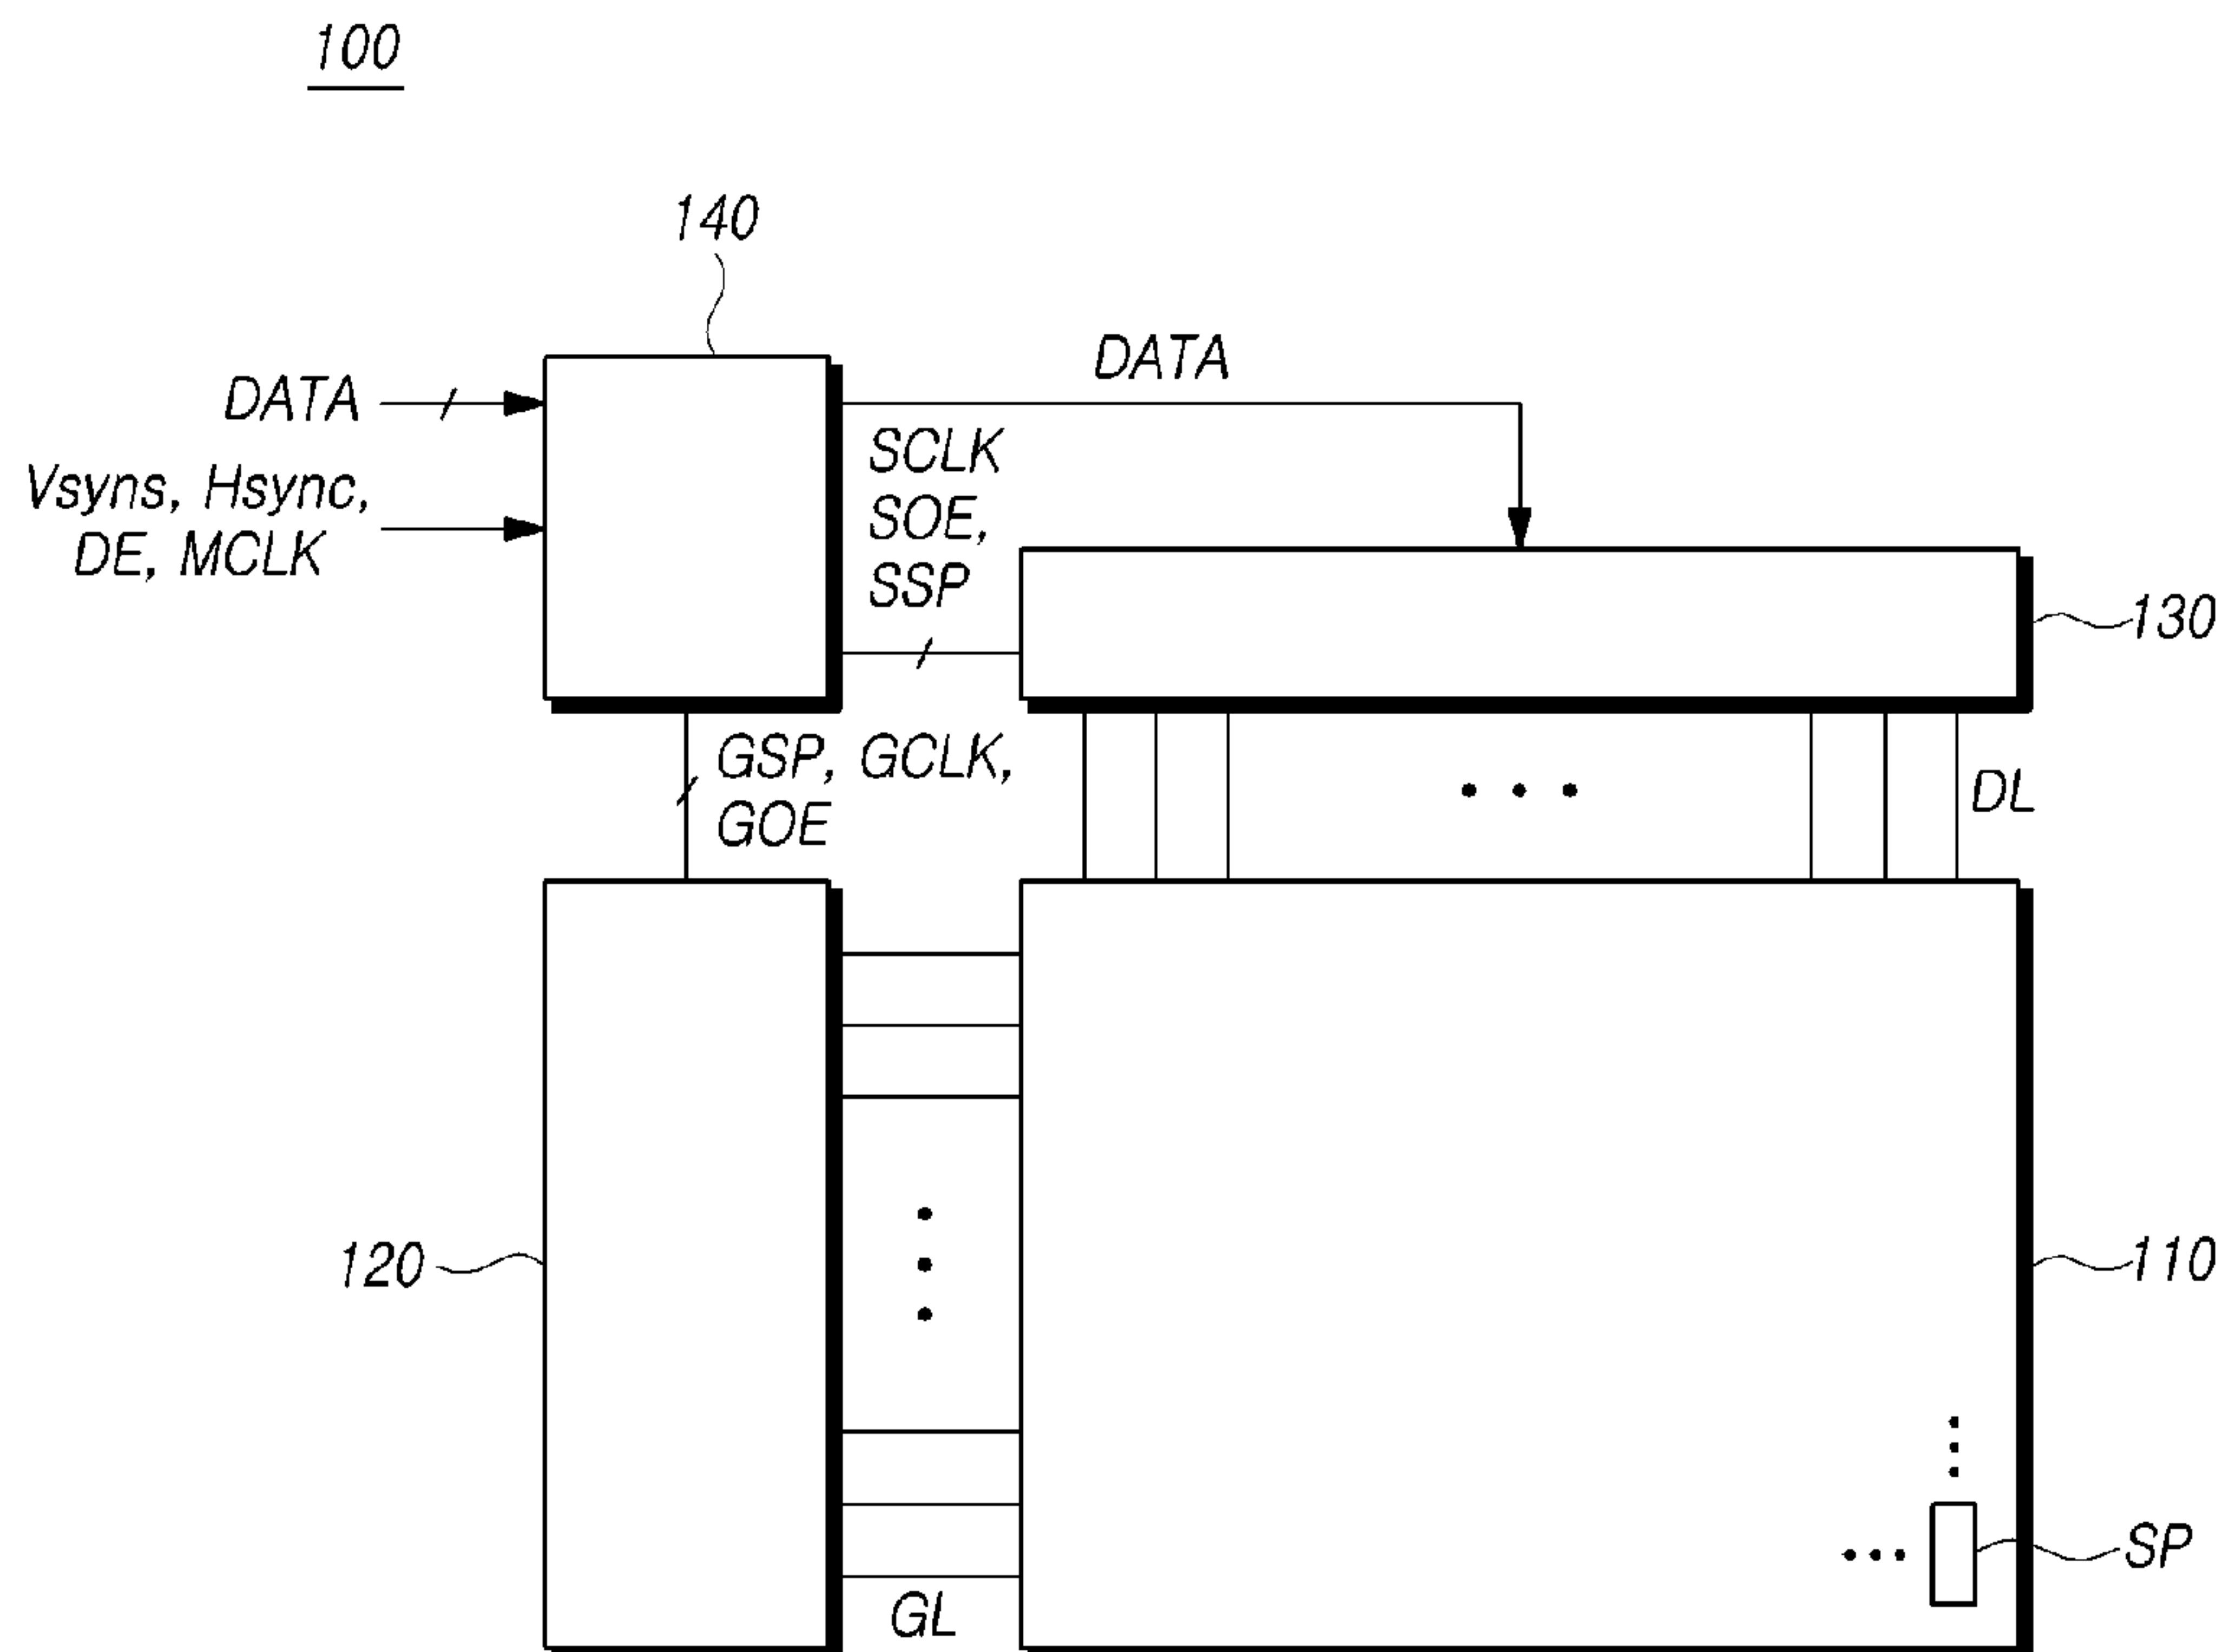 100
140
DATA
DATA
Vsyns, Hsync,
DE, MCLK
SCLK
SOE,
SSP
130
GSP, GCLK,
GOE
DL
120
110
SP
GL